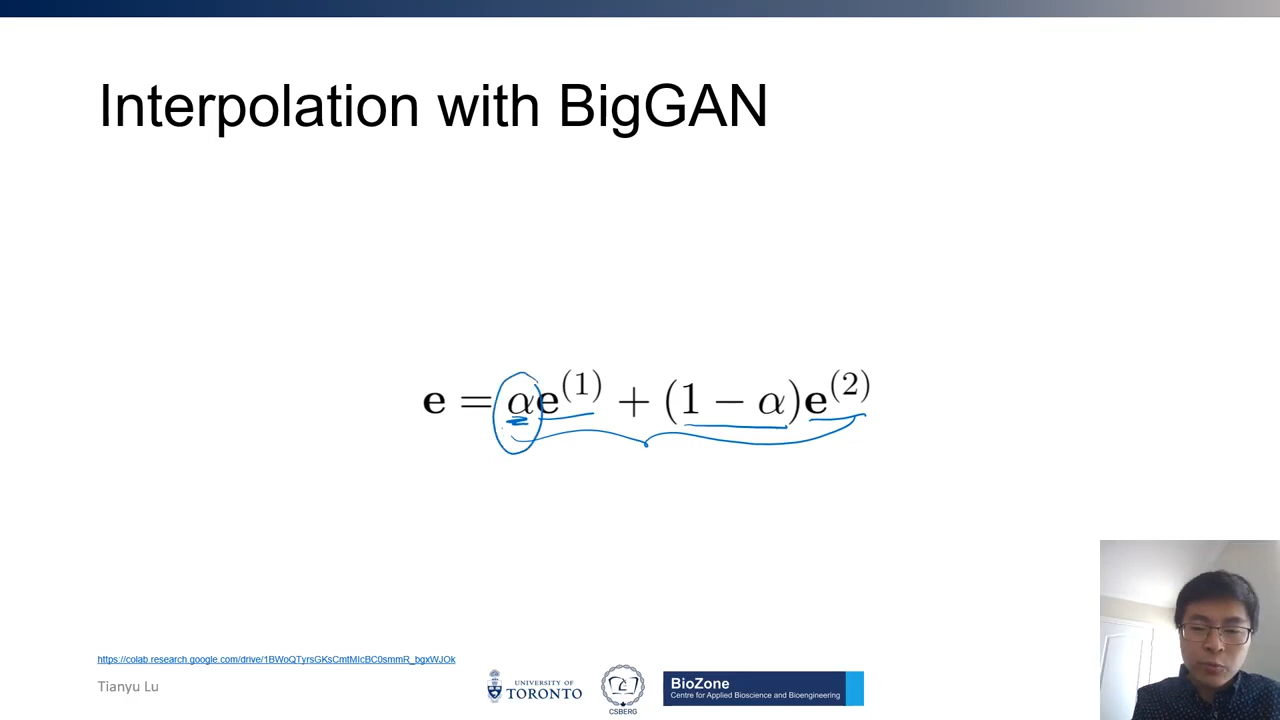 Interpolation with BigGAN
e = αe^(1) + (1 − α)e^(2)
https://colab.research.google.com/drive/1BWoQTyrsGKsCmtMIcBC0smmR_bgxWJOk
Tianyu Lu
UNIVERSITY OF
TORONTO
CSBERG
BioZone
Centre for Applied Bioscience and Bioengineering